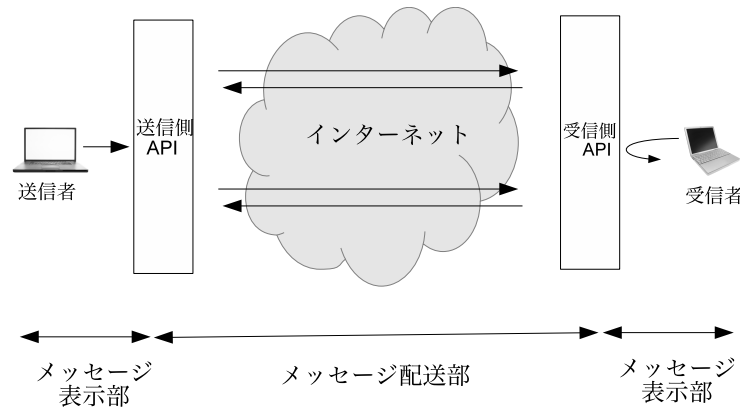 送信側
API
インターネット
受信側
API
送信者
受信者
メッセージ
表示部
メッセージ配送部
メッセージ
表示部